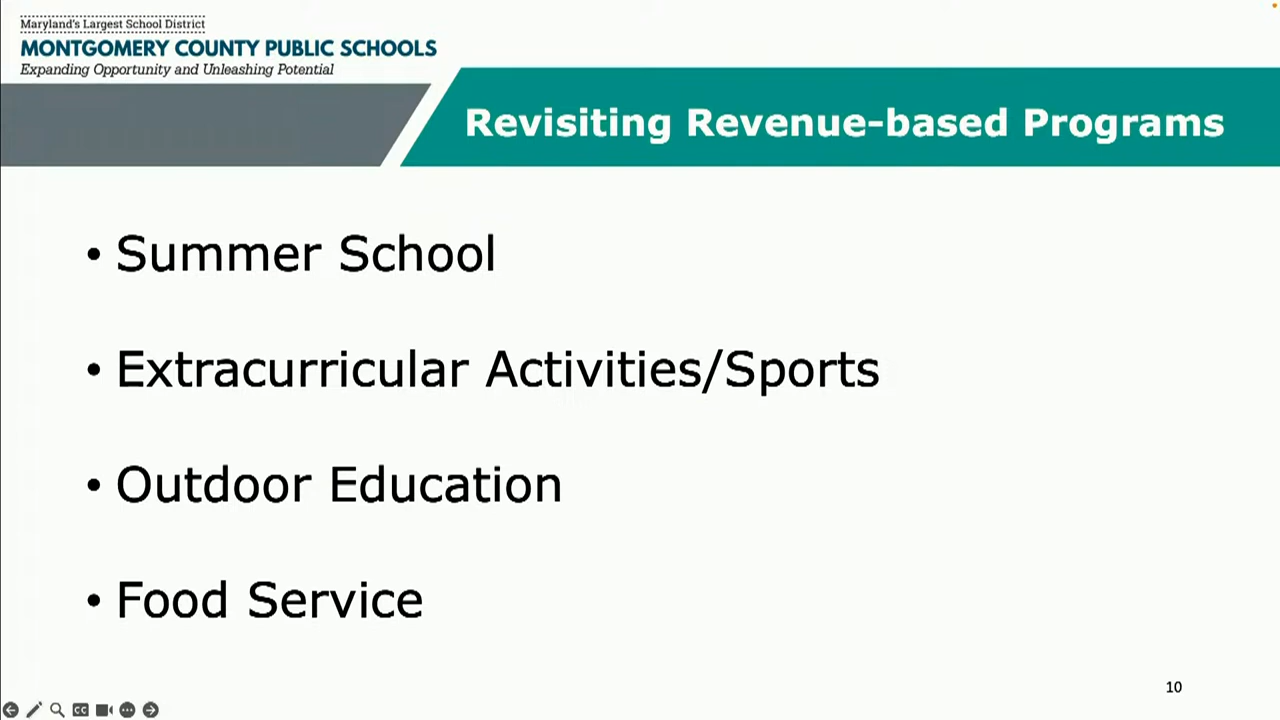 Maryland's Largest School District
MONTGOMERY COUNTY PUBLIC SCHOOLS
Expanding Opportunity and Unleashing Potential
Revisiting Revenue-based Programs
• Summer School
• Extracurricular Activities/Sports
• Outdoor Education
• Food Service
10
CC